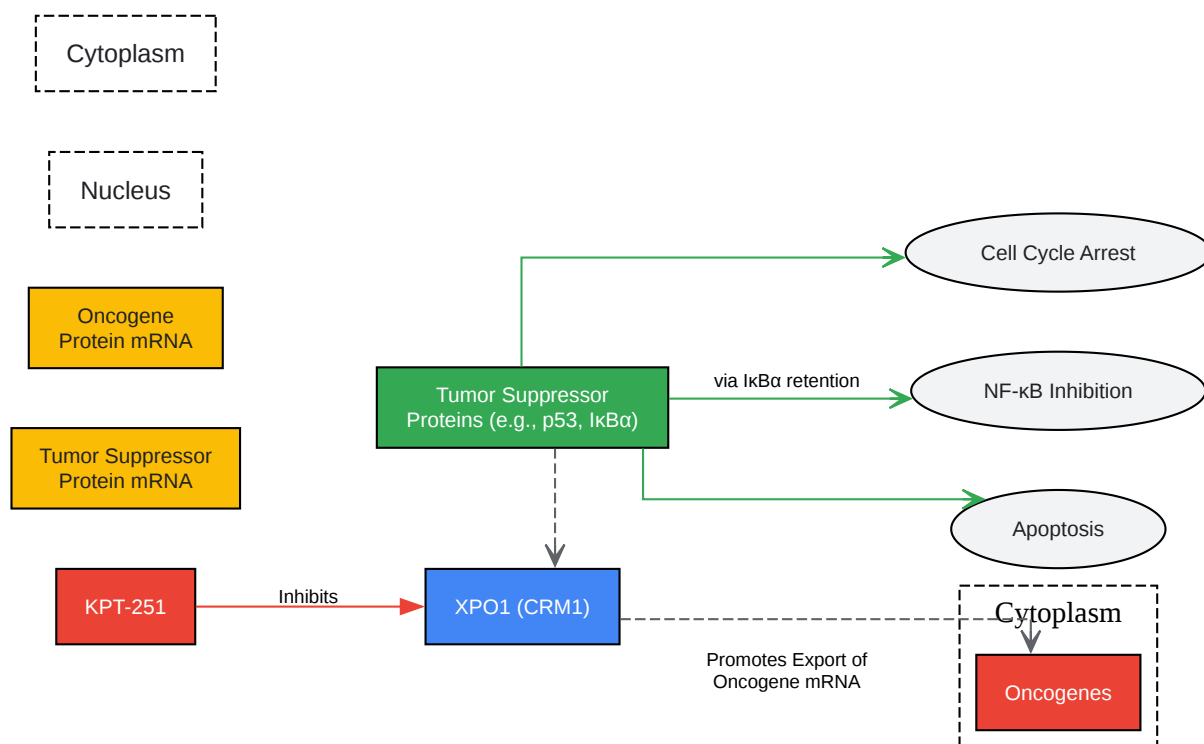 Cytoplasm
Nucleus
Cell Cycle Arrest
Oncogene
Protein mRNA
Tumor Suppressor
Proteins (e.g., p53, IκBα)
via IκBα retention
NF-κB Inhibition
Tumor Suppressor
Protein mRNA
Apoptosis
KPT-251
Inhibits
XPO1 (CRM1)
Cytoplasm
Promotes Export of
Oncogene mRNA
Oncogenes